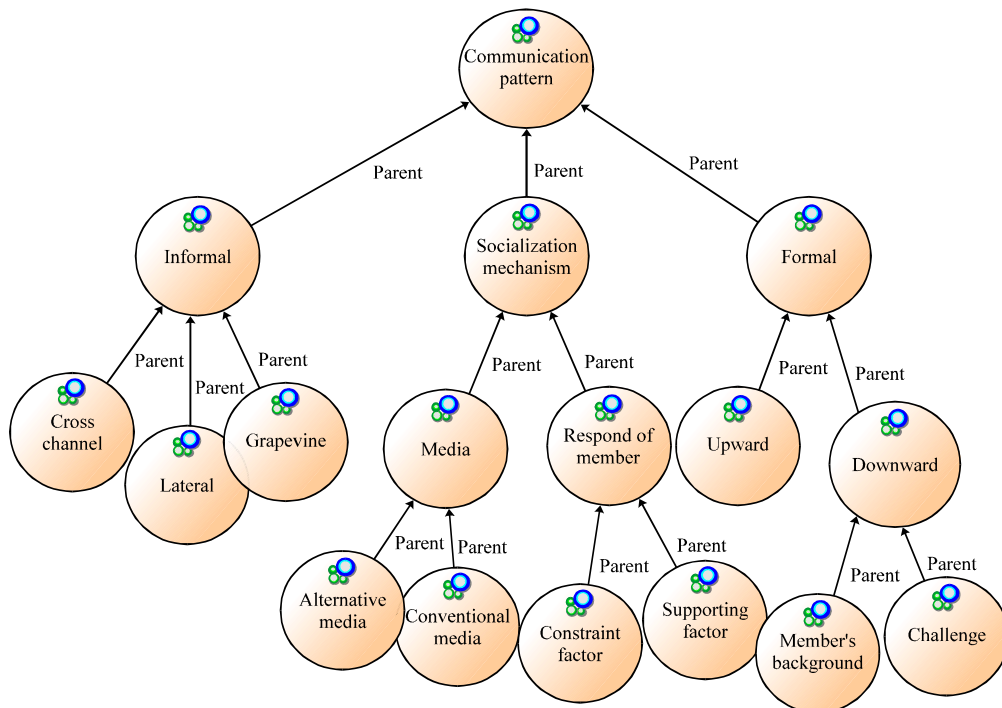 Communication
pattern
Parent
Parent
Parent
Informal
Socialization
mechanism
Formal
Parent
Parent
Parent
Parent
Parent
Parent
Parent
Cross
channel
Lateral
Grapevine
Media
Respond of
member
Upward
Downward
Parent
Parent
Parent
Parent
Parent
Parent
Alternative
media
Conventional
media
Constraint
factor
Supporting
factor
Member's
background
Challenge